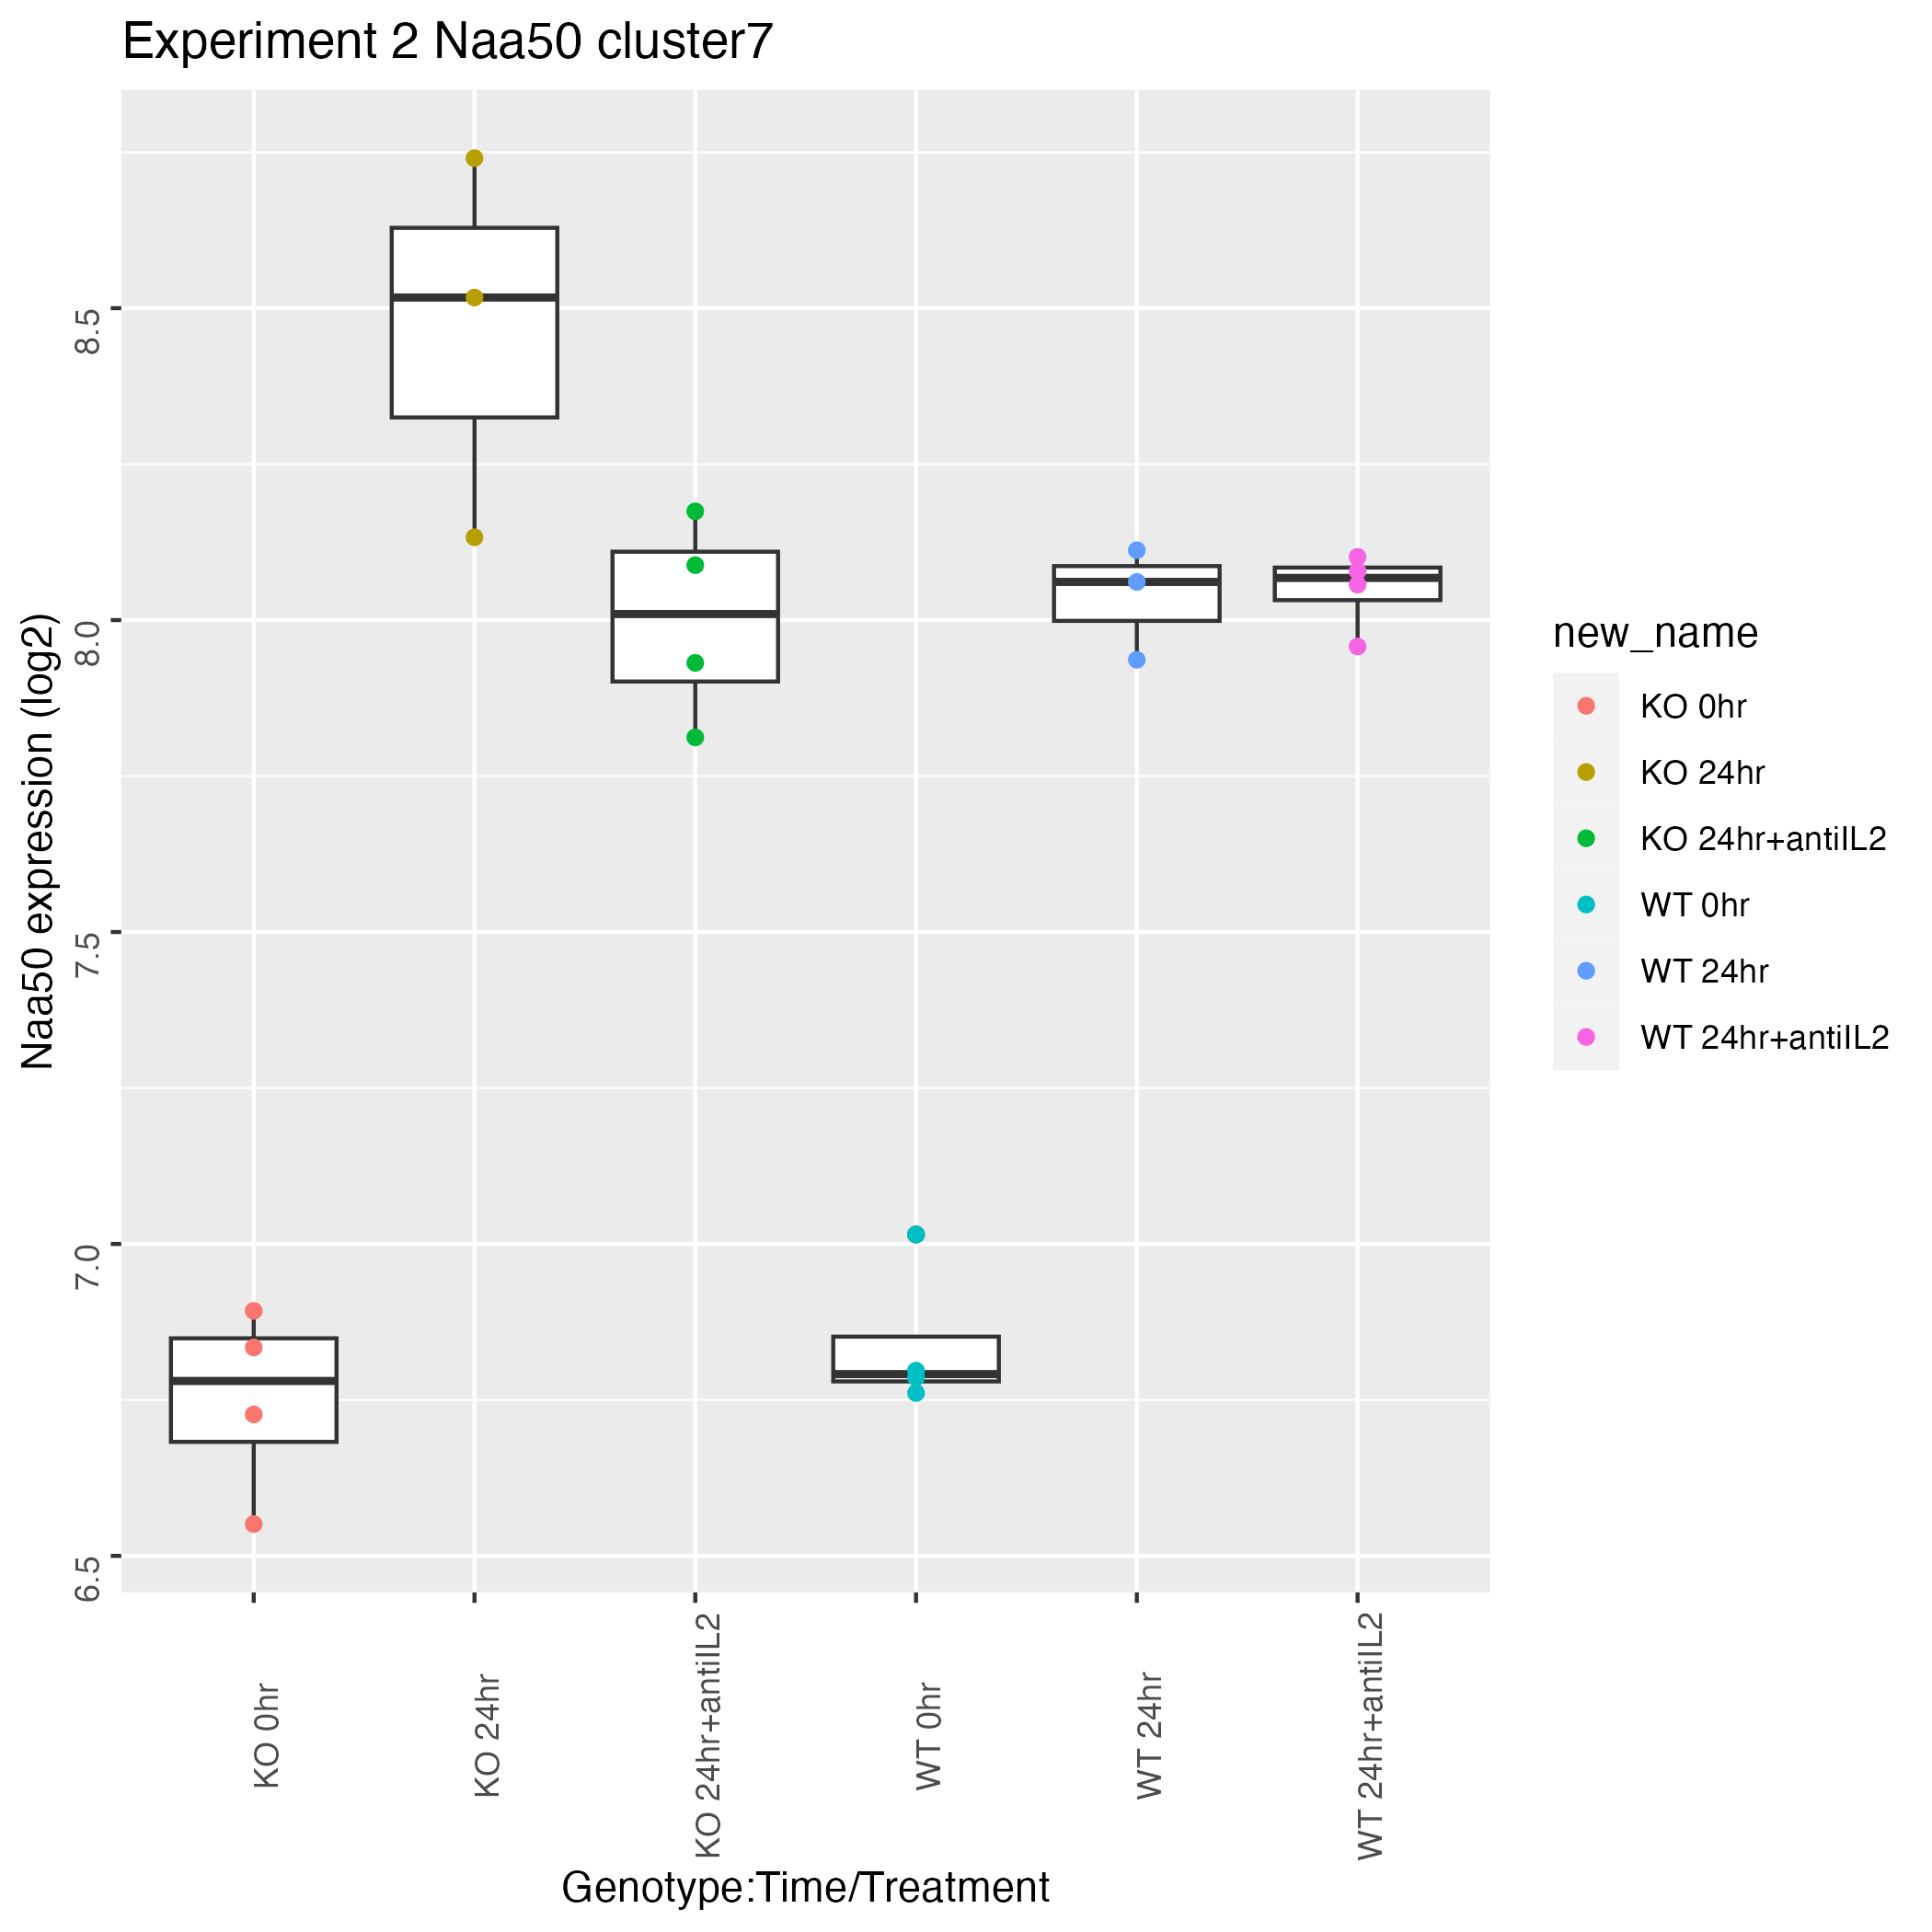 Experiment 2 Naa50 cluster7
Naa50 expression (log2)
8.5
8.0
7.5
7.0
6.5
KO 0hr
KO 24hr
KO 24hr+antiIL2
WT 0hr
WT 24hr
WT 24hr+antiIL2
Genotype:Time/Treatment
new_name
KO 0hr
KO 24hr
KO 24hr+antiIL2
WT 0hr
WT 24hr
WT 24hr+antiIL2